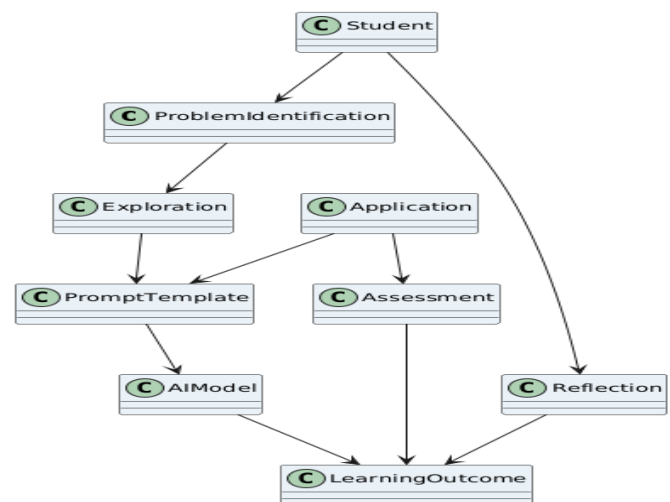 C Student
C ProblemIdentification
C Exploration
C Application
C PromptTemplate
C Assessment
C AIModel
C Reflection
C LearningOutcome